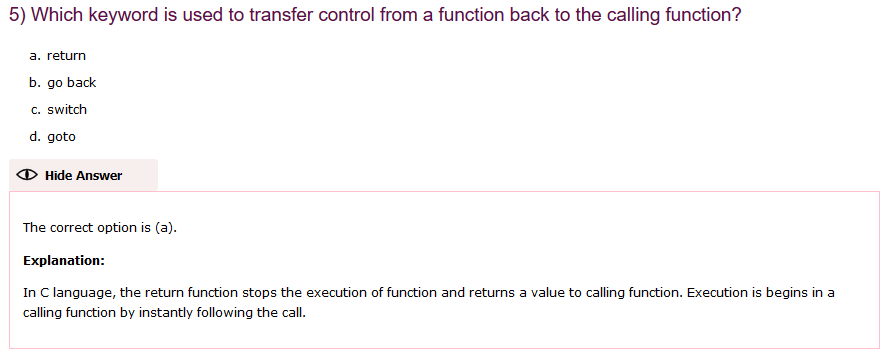 5) Which keyword is used to transfer control from a function back to the calling function?
a. return
b. go back
c. switch
d. goto
Hide Answer
The correct option is (a).
Explanation:
In C language, the return function stops the execution of function and returns a value to calling function. Execution is begins in a
calling function by instantly following the call.